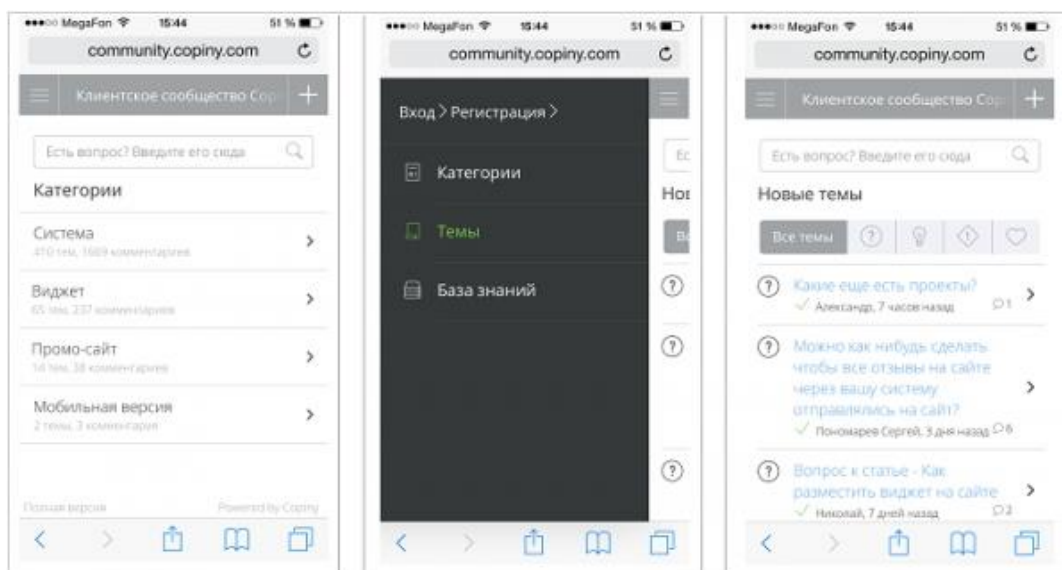 MegaFon 15:44 51 %
community.copiny.com
Клиентское сообщество Cop
Есть вопрос? Введите его сюда
Категории
Система
410 тем, 1669 комментариев
Виджет
65 тем, 237 комментариев
Промо-сайт
14 тем, 38 комментариев
Мобильная версия
2 темы, 3 комментария
Полная версия Powered by Copiny
MegaFon 15:44 51 %
community.copiny.com
Вход > Регистрация >
Категории
Темы
База знаний
Ес
Нов
Вс
MegaFon 15:44 51 %
community.copiny.com
Клиентское сообщество Cop
Есть вопрос? Введите его сюда
Новые темы
Все темы
Какие еще есть проекты?
Александр, 7 часов назад 1
Можно как нибудь сделать
чтобы все отзывы на сайте
через вашу систему
отправлялись на сайт?
Пономарев Сергей, 3 дня назад 6
Вопрос к статье - Как
разместить виджет на сайте
Николай, 7 дней назад 2